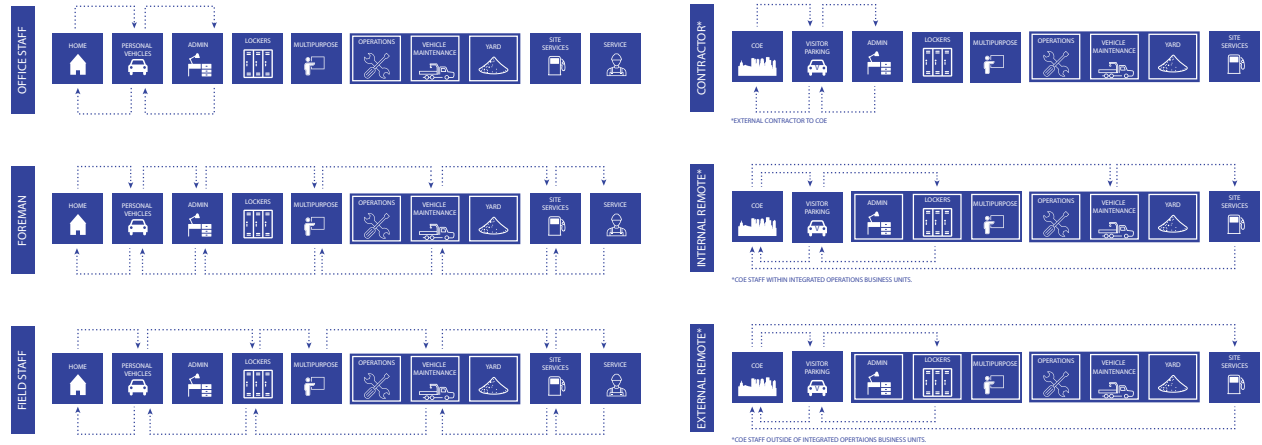 OFFICE STAFF
HOME
PERSONAL
VEHICLES
ADMIN
LOCKERS
MULTIPURPOSE
OPERATIONS
VEHICLE
MAINTENANCE
YARD
SITE
SERVICES
SERVICE
FOREMAN
HOME
PERSONAL
VEHICLES
ADMIN
LOCKERS
MULTIPURPOSE
OPERATIONS
VEHICLE
MAINTENANCE
YARD
SITE
SERVICES
SERVICE
FIELD STAFF
HOME
PERSONAL
VEHICLES
ADMIN
LOCKERS
MULTIPURPOSE
OPERATIONS
VEHICLE
MAINTENANCE
YARD
SITE
SERVICES
SERVICE
CONTRACTOR*
COE
VISITOR
PARKING
V
ADMIN
LOCKERS
MULTIPURPOSE
OPERATIONS
VEHICLE
MAINTENANCE
YARD
SITE
SERVICES
*EXTERNAL CONTRACTOR TO COE
INTERNAL REMOTE*
COE
VISITOR
PARKING
V
ADMIN
LOCKERS
MULTIPURPOSE
OPERATIONS
VEHICLE
MAINTENANCE
YARD
SITE
SERVICES
*COE STAFF WITHIN INTEGRATED OPERATIONS BUSINESS UNITS.
EXTERNAL REMOTE*
COE
VISITOR
PARKING
V
ADMIN
LOCKERS
MULTIPURPOSE
OPERATIONS
VEHICLE
MAINTENANCE
YARD
SITE
SERVICES
*COE STAFF OUTSIDE OF INTEGRATED OPERTAIONS BUSINESS UNITS.